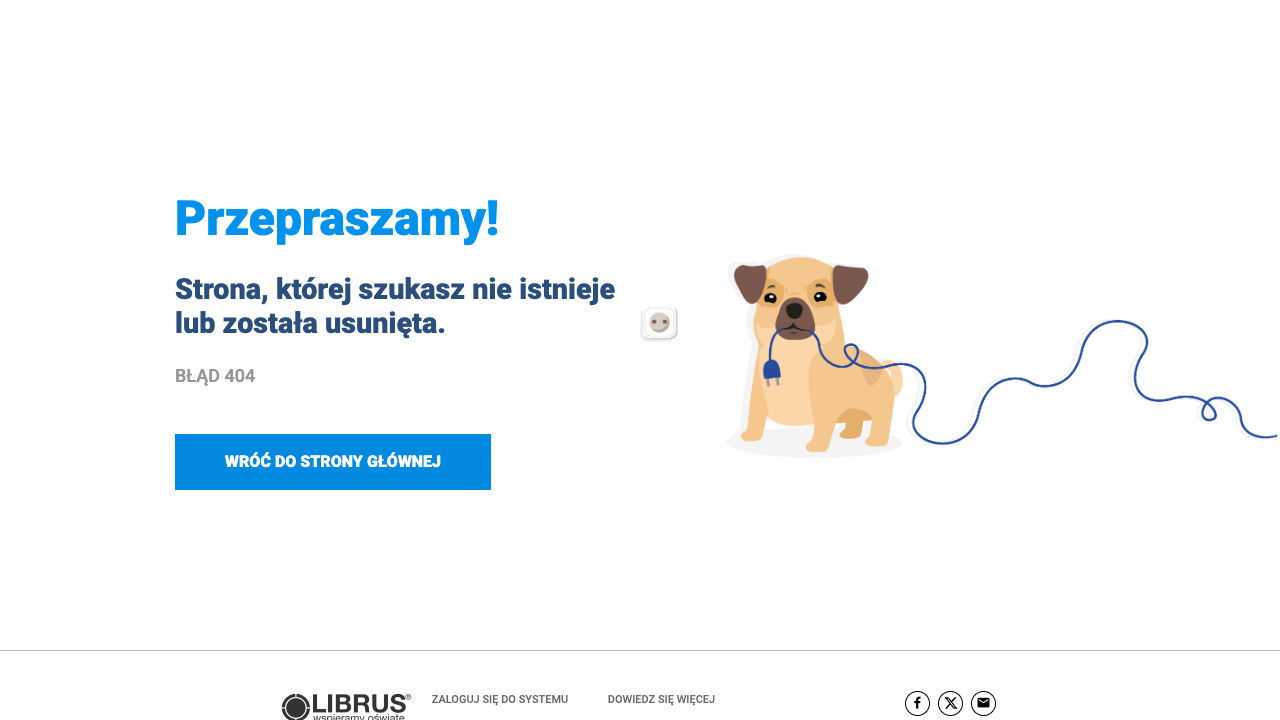 Przepraszamy!
Strona, której szukasz nie istnieje
lub została usunięta.
BŁĄD 404
WRÓĆ DO STRONY GŁÓWNEJ
LIBRUS®
wspieramy oświatę
ZALOGUJ SIĘ DO SYSTEMU
DOWIEDZ SIĘ WIĘCEJ